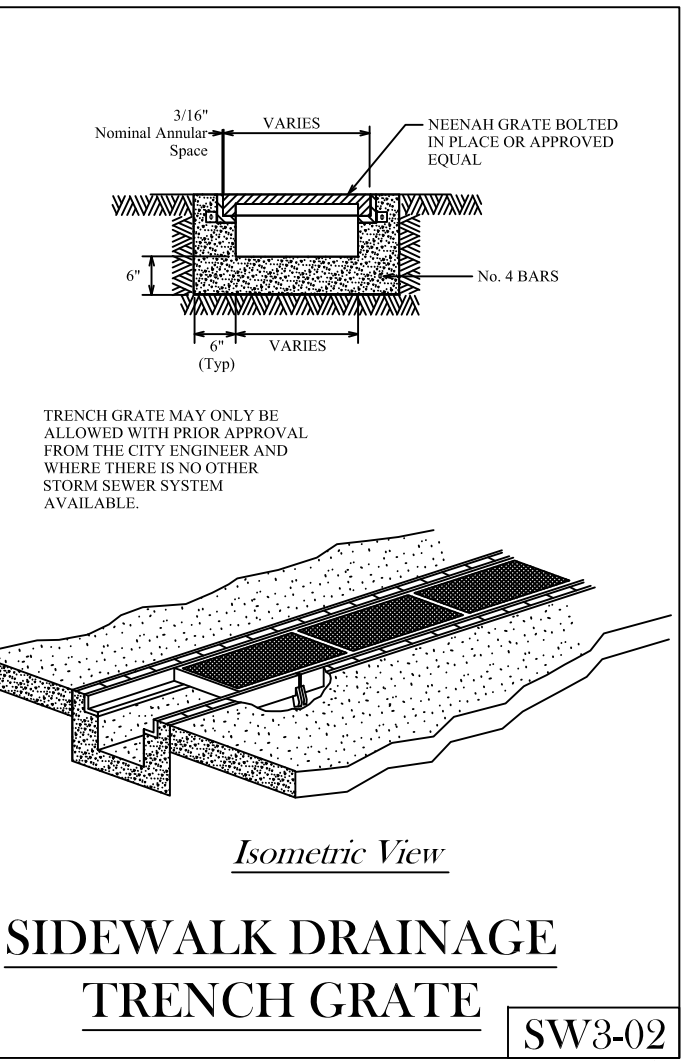 3/16"
Nominal Annular
Space
VARIES
NEENAH GRATE BOLTED
IN PLACE OR APPROVED
EQUAL
6"
No. 4 BARS
6"
(Typ)
VARIES
TRENCH GRATE MAY ONLY BE
ALLOWED WITH PRIOR APPROVAL
FROM THE CITY ENGINEER AND
WHERE THERE IS NO OTHER
STORM SEWER SYSTEM
AVAILABLE.
Isometric View
SIDEWALK DRAINAGE
TRENCH GRATE
SW3-02